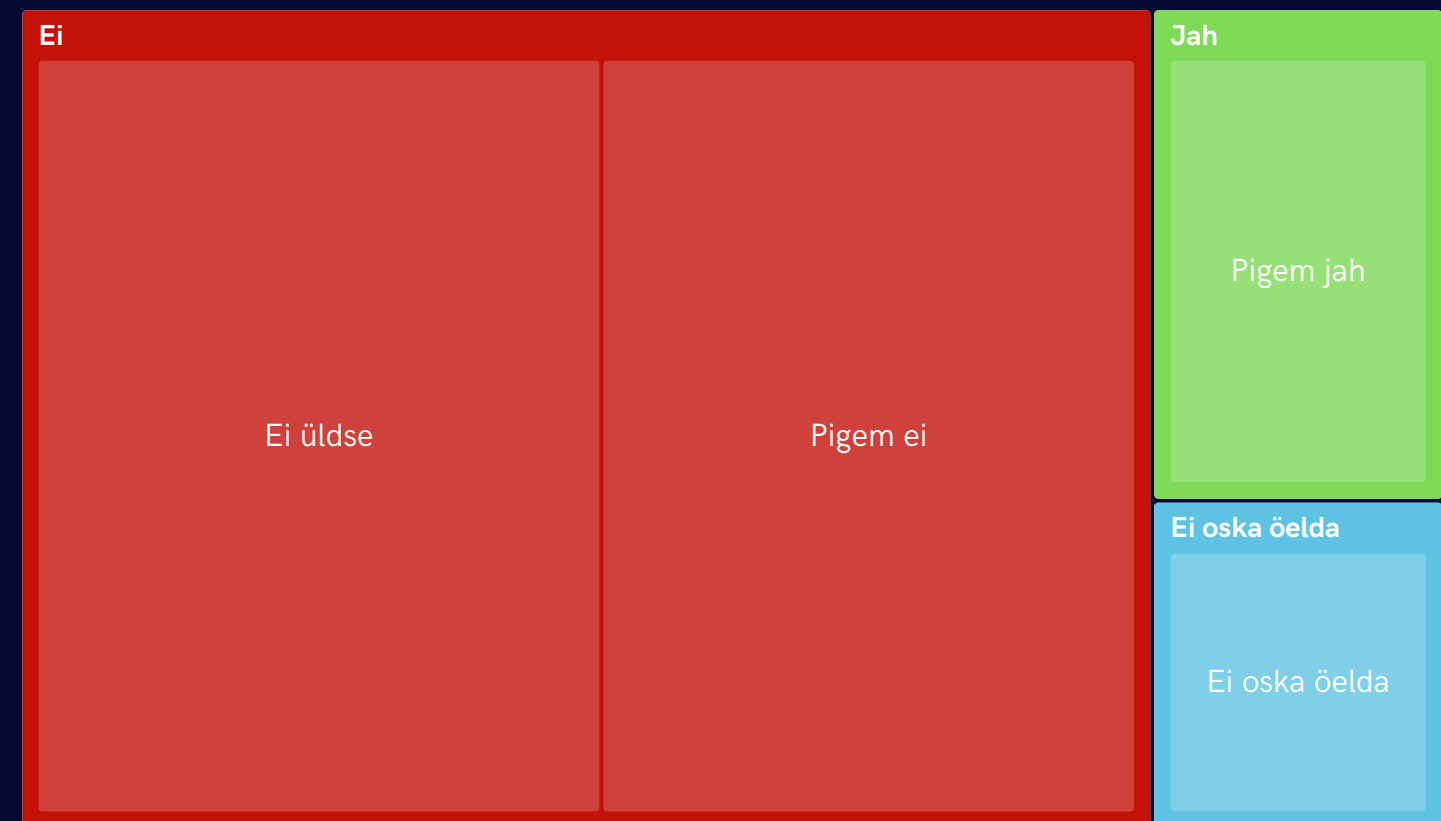 Ei
Ei üldse
Pigem ei
Jah
Pigem jah
Ei oska öelda
Ei oska öelda